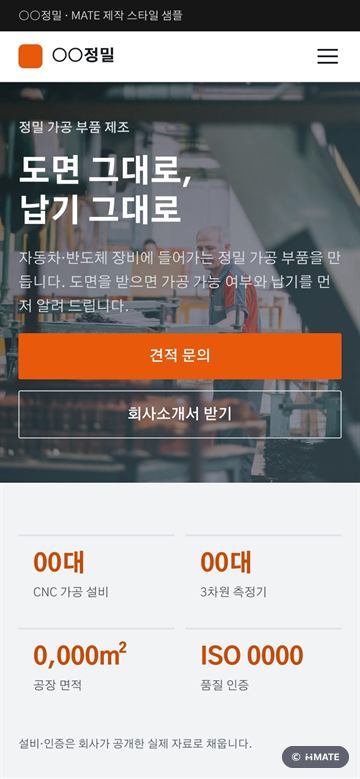 ○○정밀 · MATE 제작 스타일 샘플
○○정밀
정밀 가공 부품 제조
도면 그대로,
납기 그대로
자동차·반도체 장비에 들어가는 정밀 가공 부품을 만
듭니다. 도면을 받으면 가공 가능 여부와 납기를 먼
저 알려 드립니다.
견적 문의
회사소개서 받기
00대
00대
CNC 가공 설비
3차원 측정기
0,000m²
ISO 0000
공장 면적
품질 인증
설비·인증은 회사가 공개한 실제 자료로 채웁니다.
© MATE